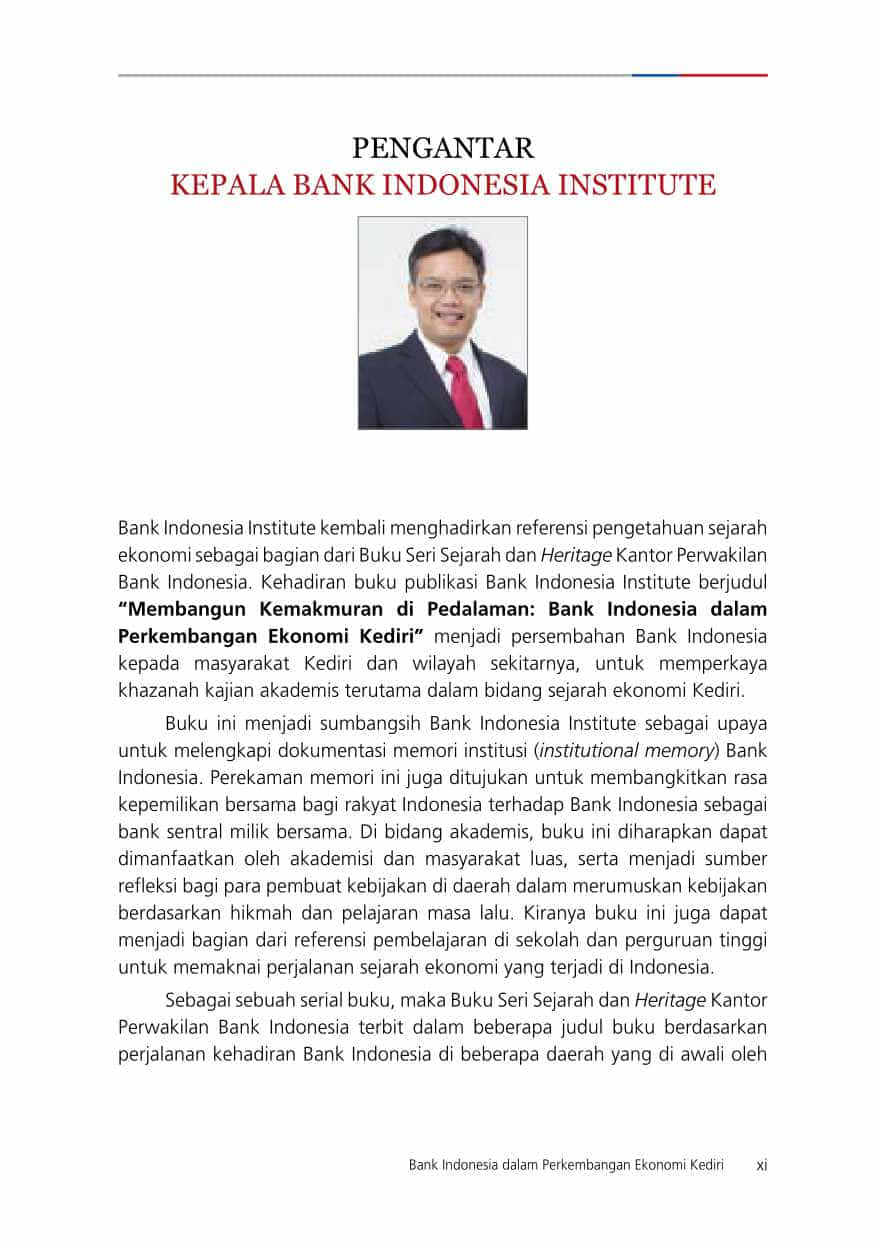 PENGANTAR
KEPALA BANK INDONESIA INSTITUTE
Bank Indonesia Institute kembali menghadirkan referensi pengetahuan sejarah
ekonomi sebagai bagian dari Buku Seri Sejarah dan Heritage Kantor Perwakilan
Bank Indonesia. Kehadiran buku publikasi Bank Indonesia Institute berjudul
“Membangun Kemakmuran di Pedalaman: Bank Indonesia dalam
Perkembangan Ekonomi Kediri” menjadi persembahan Bank Indonesia
kepada masyarakat Kediri dan wilayah sekitarnya, untuk memperkaya
khazanah kajian akademis terutama dalam bidang sejarah ekonomi Kediri.
Buku ini menjadi sumbangsih Bank Indonesia Institute sebagai upaya
untuk melengkapi dokumentasi memori institusi (institutional memory) Bank
Indonesia. Perekaman memori ini juga ditujukan untuk membangkitkan rasa
kepemilikan bersama bagi rakyat Indonesia terhadap Bank Indonesia sebagai
bank sentral milik bersama. Di bidang akademis, buku ini diharapkan dapat
dimanfaatkan oleh akademisi dan masyarakat luas, serta menjadi sumber
refleksi bagi para pembuat kebijakan di daerah dalam merumuskan kebijakan
berdasarkan hikmah dan pelajaran masa lalu. Kiranya buku ini juga dapat
menjadi bagian dari referensi pembelajaran di sekolah dan perguruan tinggi
untuk memaknai perjalanan sejarah ekonomi yang terjadi di Indonesia.
Sebagai sebuah serial buku, maka Buku Seri Sejarah dan Heritage Kantor
Perwakilan Bank Indonesia terbit dalam beberapa judul buku berdasarkan
perjalanan kehadiran Bank Indonesia di beberapa daerah yang di awali oleh
Bank Indonesia dalam Perkembangan Ekonomi Kediri xi